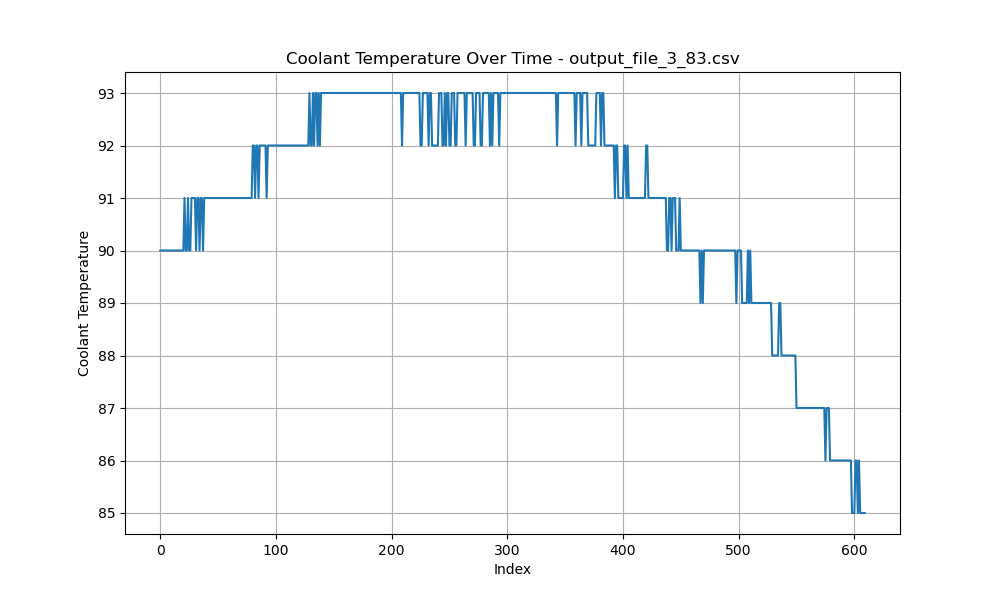 Coolant Temperature Over Time - output_file_3_83.csv
Coolant Temperature
93
92
91
90
89
88
87
86
85
0 100 200 300 400 500 600
Index